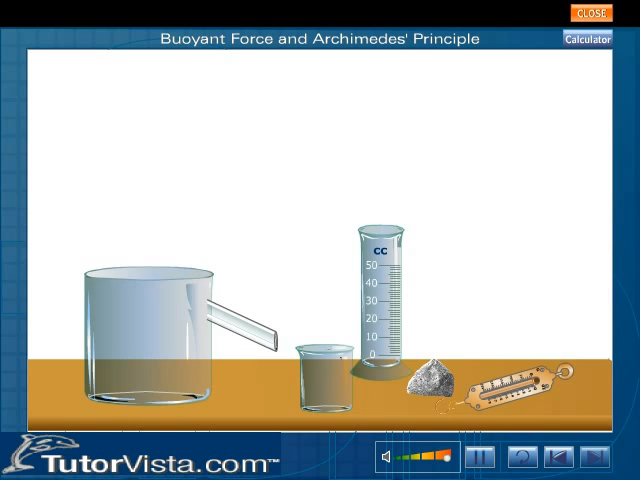 CLOSE
Buoyant Force and Archimedes' Principle
Calculator
CC
50
40
30
20
10
0
TutorVista.com™